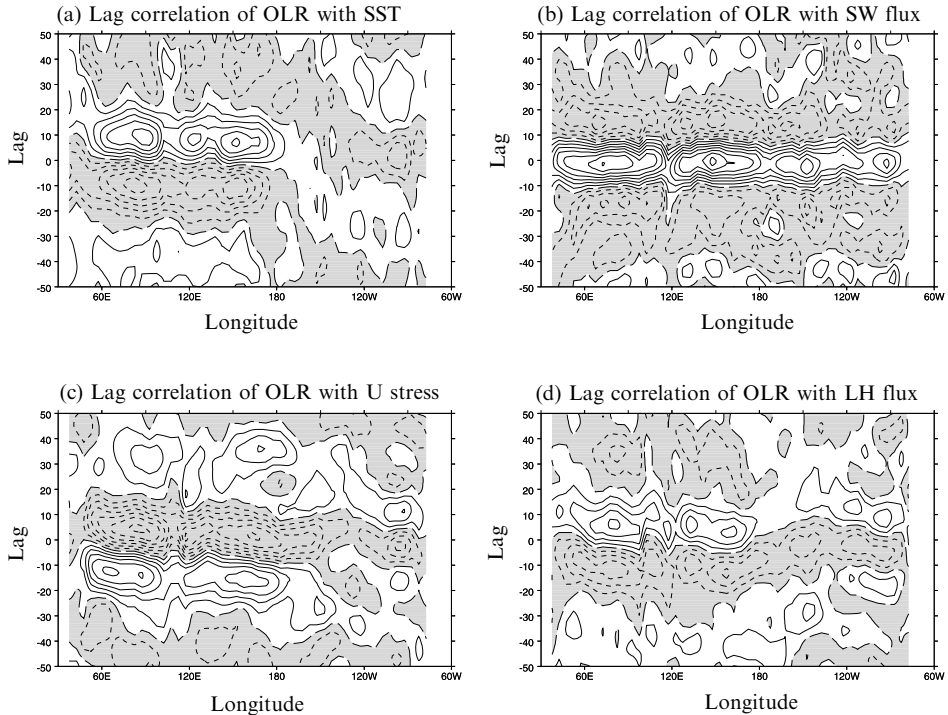 (a) Lag correlation of OLR with SST
50
40
30
20
10
0
-10
-20
-30
-40
-50
Lag
60E 120E 180 120W 60W
Longitude
(b) Lag correlation of OLR with SW flux
50
40
30
20
10
0
-10
-20
-30
-40
-50
Lag
60E 120E 180 120W 60W
Longitude
(c) Lag correlation of OLR with U stress
50
40
30
20
10
0
-10
-20
-30
-40
-50
Lag
60E 120E 180 120W 60W
Longitude
(d) Lag correlation of OLR with LH flux
50
40
30
20
10
0
-10
-20
-30
-40
-50
Lag
60E 120E 180 120W 60W
Longitude